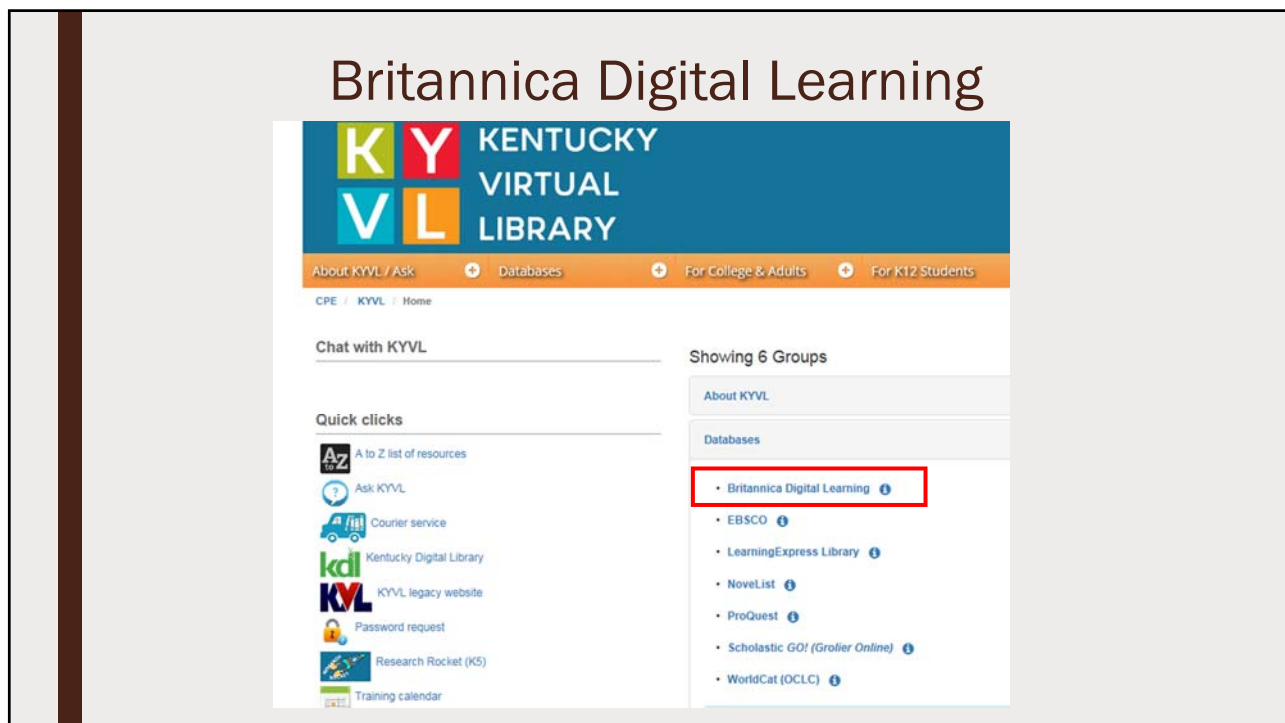 Britannica Digital Learning
KY
VL
KENTUCKY
VIRTUAL
LIBRARY
About KYVL / Ask
Databases
For College & Adults
For K12 Students
CPE / KYVL / Home
Chat with KYVL
Quick clicks
A to Z A to Z list of resources
? Ask KYVL
Courier service
kdl Kentucky Digital Library
KVL KYVL legacy website
Password request
Research Rocket (K5)
Training calendar
Showing 6 Groups
About KYVL
Databases
• Britannica Digital Learning
• EBSCO
• LearningExpress Library
• NoveList
• ProQuest
• Scholastic GO! (Grolier Online)
• WorldCat (OCLC)